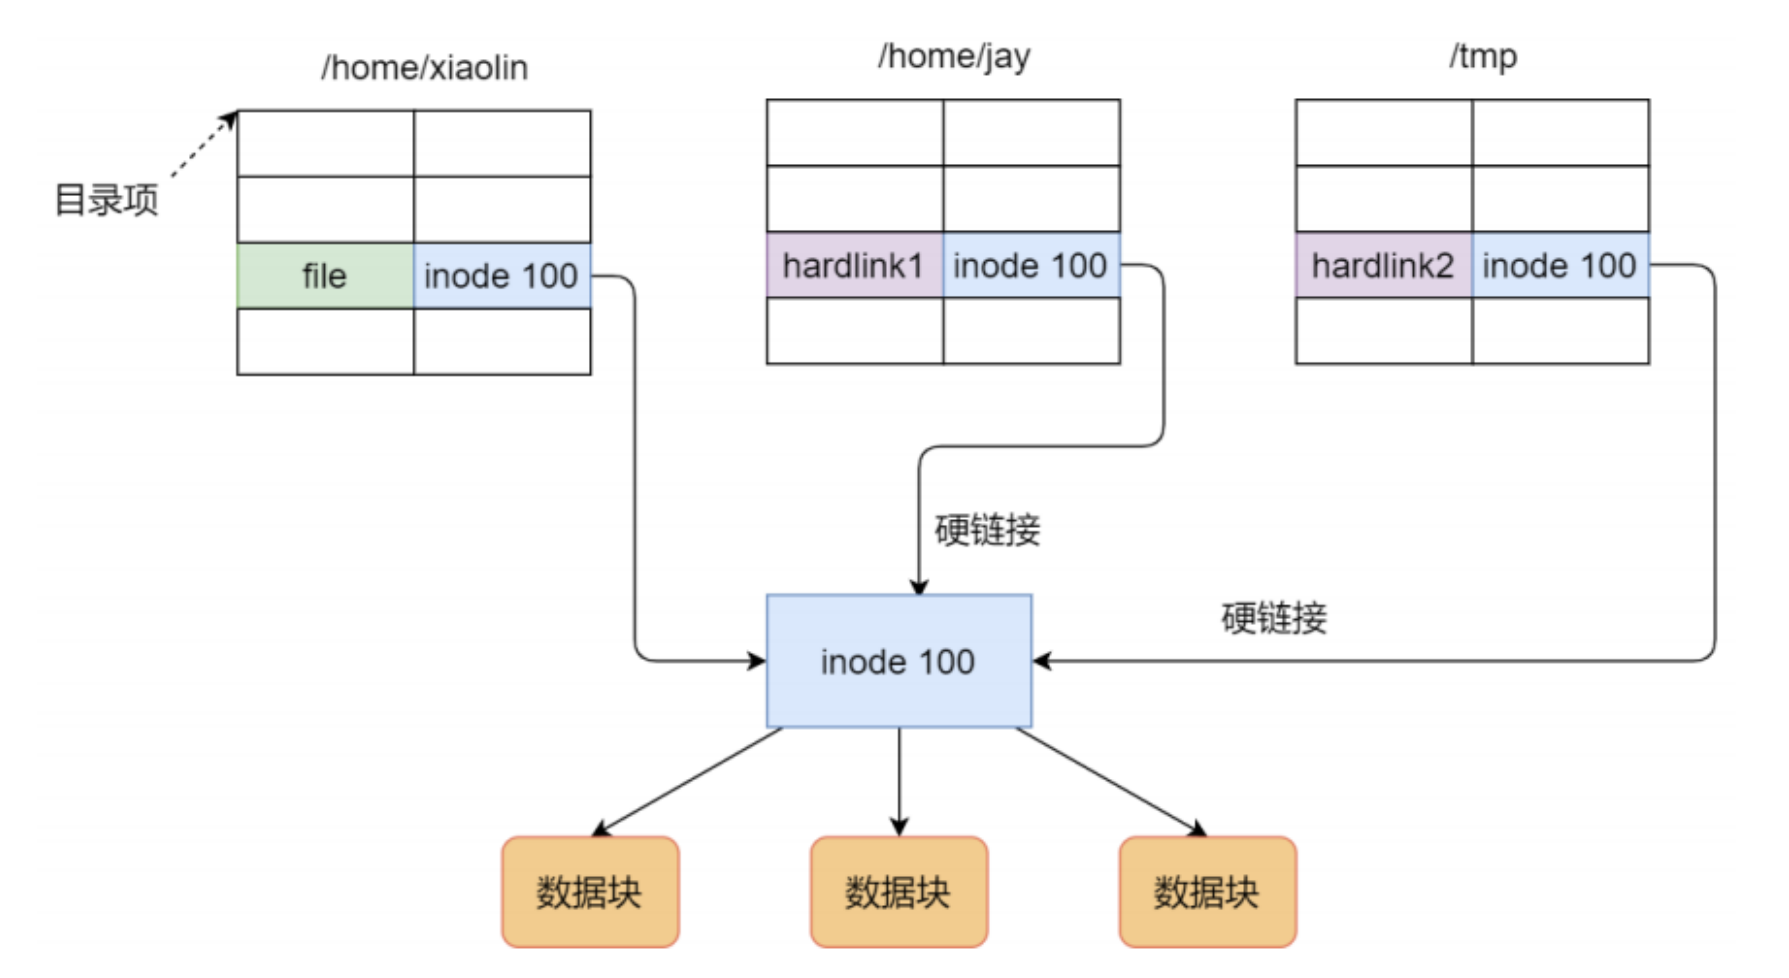 /home/xiaolin
/home/jay
/tmp
目录项
file
inode 100
hardlink1
inode 100
hardlink2
inode 100
硬链接
硬链接
inode 100
数据块
数据块
数据块